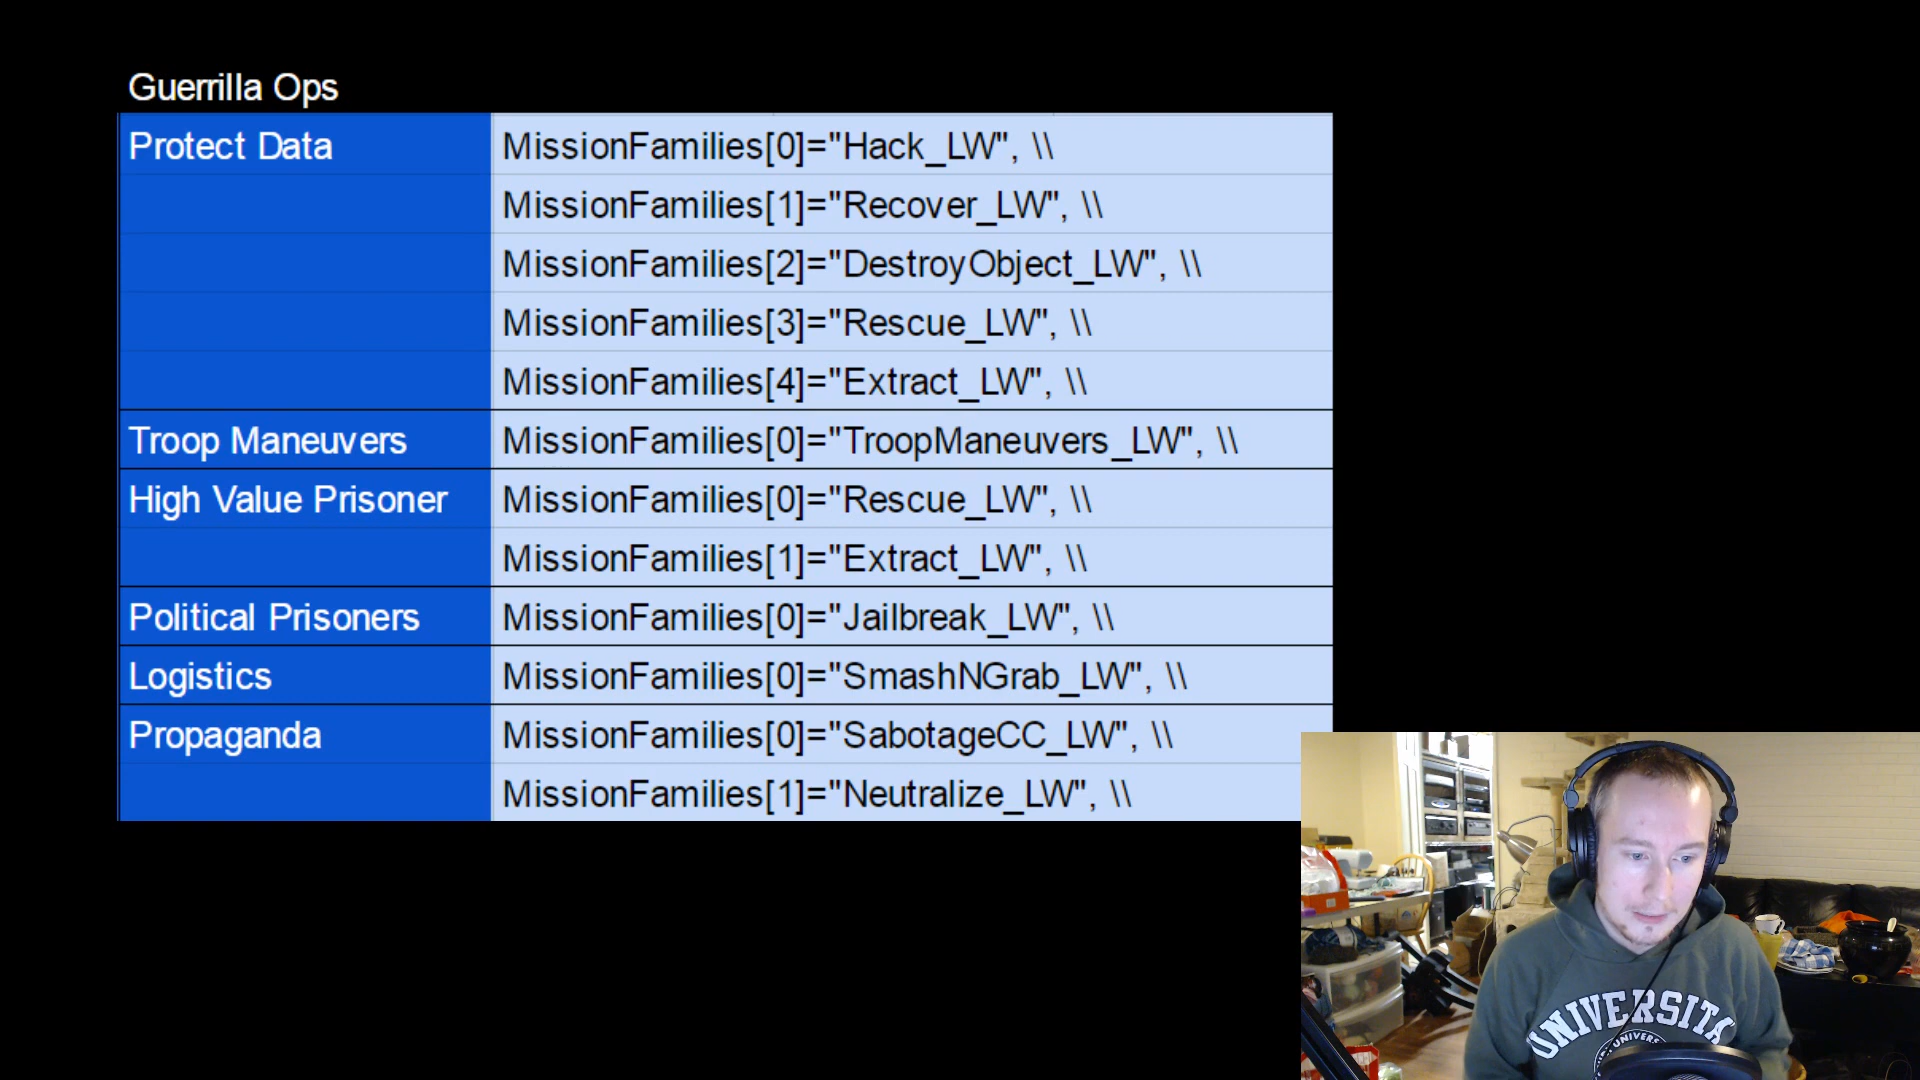 Guerrilla Ops
Protect Data MissionFamilies[0]="Hack_LW", \\
MissionFamilies[1]="Recover_LW", \\
MissionFamilies[2]="DestroyObject_LW", \\
MissionFamilies[3]="Rescue_LW", \\
MissionFamilies[4]="Extract_LW", \\
Troop Maneuvers MissionFamilies[0]="TroopManeuvers_LW", \\
High Value Prisoner MissionFamilies[0]="Rescue_LW", \\
MissionFamilies[1]="Extract_LW", \\
Political Prisoners MissionFamilies[0]="Jailbreak_LW", \\
Logistics MissionFamilies[0]="SmashNGrab_LW", \\
Propaganda MissionFamilies[0]="SabotageCC_LW", \\
MissionFamilies[1]="Neutralize_LW", \\
UNIVERSITA